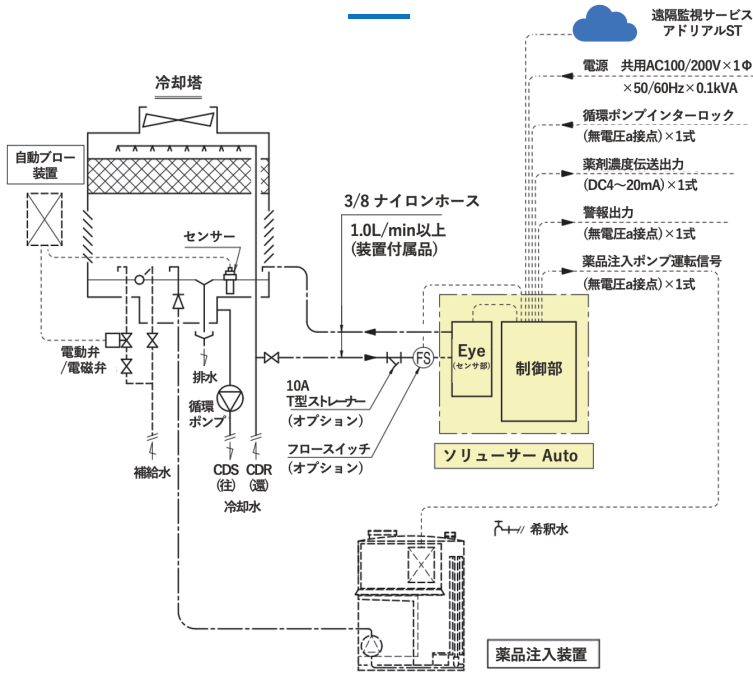 遠隔監視サービス
アドリアルST
電源　共用AC100/200V×1Φ
×50/60Hz×0.1kVA
冷却塔
循環ポンプインターロック
(無電圧a接点)×1式
自動ブロー
装置
薬剤濃度伝送出力
(DC4〜20mA)×1式
3/8 ナイロンホース
警報出力
(無電圧a接点)×1式
1.0L/min以上
(装置付属品)
センサー
薬品注入ポンプ運転信号
(無電圧a接点)×1式
電動弁
/電磁弁
Eye
(センサ部)
制御部
FS
排水
10A
T型ストレーナー
(オプション)
循環
ポンプ
フロースイッチ
(オプション)
ソリューサー Auto
補給水
CDS
(往)
CDR
(還)
冷却水
希釈水
薬品注入装置